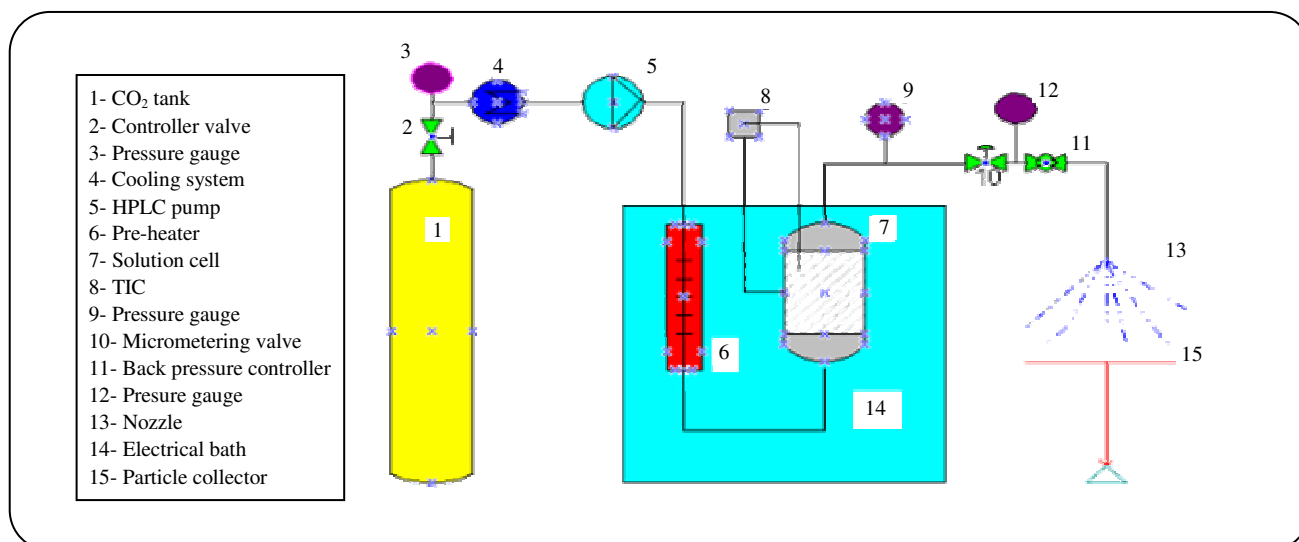 1- CO₂ tank
2- Controller valve
3- Pressure gauge
4- Cooling system
5- HPLC pump
6- Pre-heater
7- Solution cell
8- TIC
9- Pressure gauge
10- Micrometering valve
11- Back pressure controller
12- Presure gauge
13- Nozzle
14- Electrical bath
15- Particle collector
3
4
5
2
8
9
12
11
10
1
7
13
6
15
14